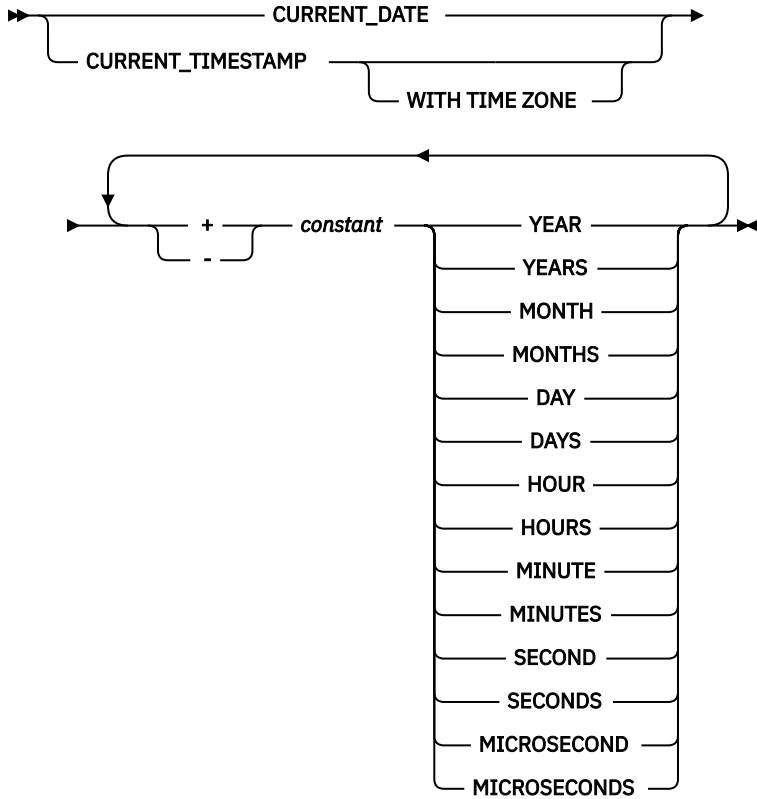 CURRENT_DATE
CURRENT_TIMESTAMP
WITH TIME ZONE
+ constant YEAR
-
YEARS
MONTH
MONTHS
DAY
DAYS
HOUR
HOURS
MINUTE
MINUTES
SECOND
SECONDS
MICROSECOND
MICROSECONDS